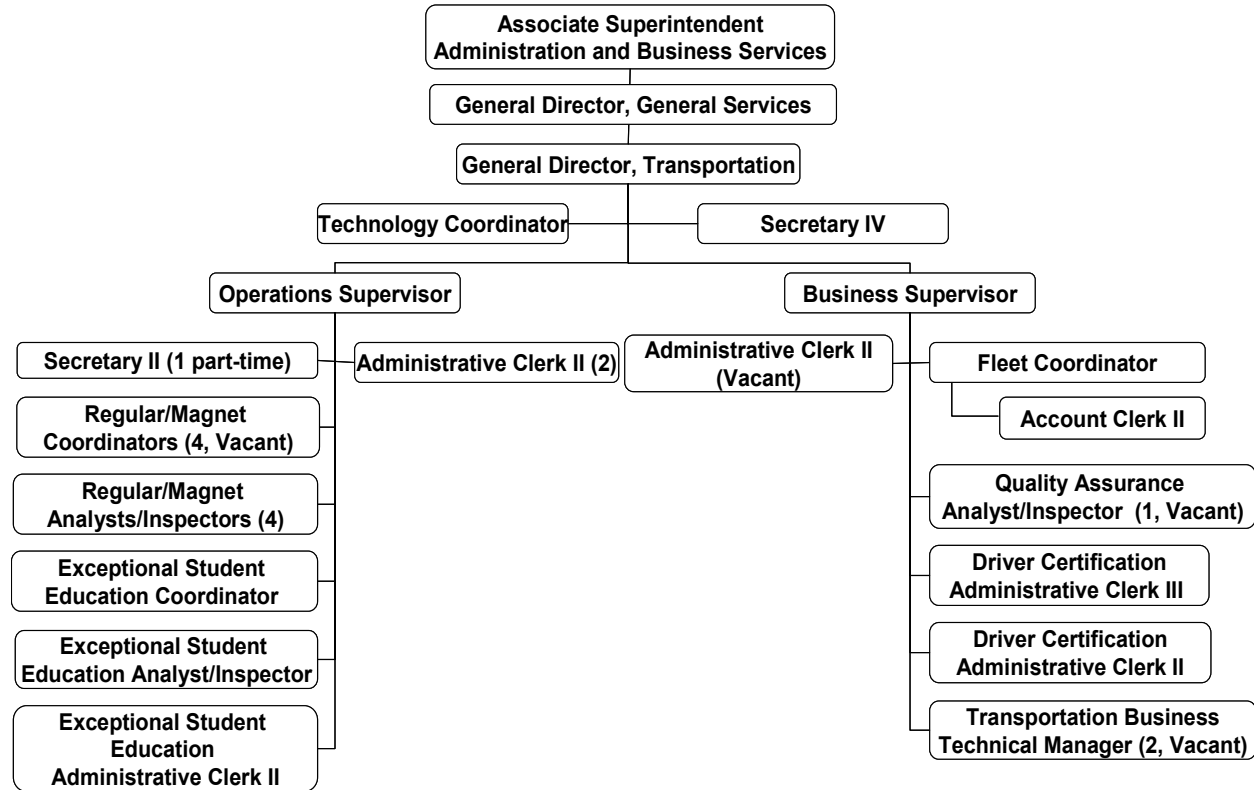 Associate Superintendent
Administration and Business Services
General Director, General Services
General Director, Transportation
Technology Coordinator
Secretary IV
Operations Supervisor
Business Supervisor
Secretary II (1 part-time)
Administrative Clerk II (2)
Administrative Clerk II
(Vacant)
Fleet Coordinator
Account Clerk II
Regular/Magnet
Coordinators (4, Vacant)
Regular/Magnet
Analysts/Inspectors (4)
Exceptional Student
Education Coordinator
Exceptional Student
Education Analyst/Inspector
Exceptional Student
Education
Administrative Clerk II
Quality Assurance
Analyst/Inspector (1, Vacant)
Driver Certification
Administrative Clerk III
Driver Certification
Administrative Clerk II
Transportation Business
Technical Manager (2, Vacant)